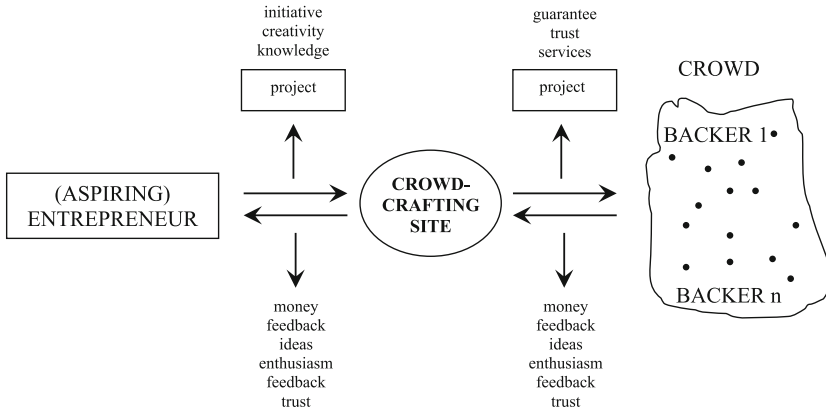 initiative
creativity
knowledge
project
guarantee
trust
services
project
CROWD
BACKER 1
(ASPIRING)
ENTREPRENEUR
CROWD-
CRAFTING
SITE
BACKER n
money
feedback
ideas
enthusiasm
feedback
trust
money
feedback
ideas
enthusiasm
feedback
trust